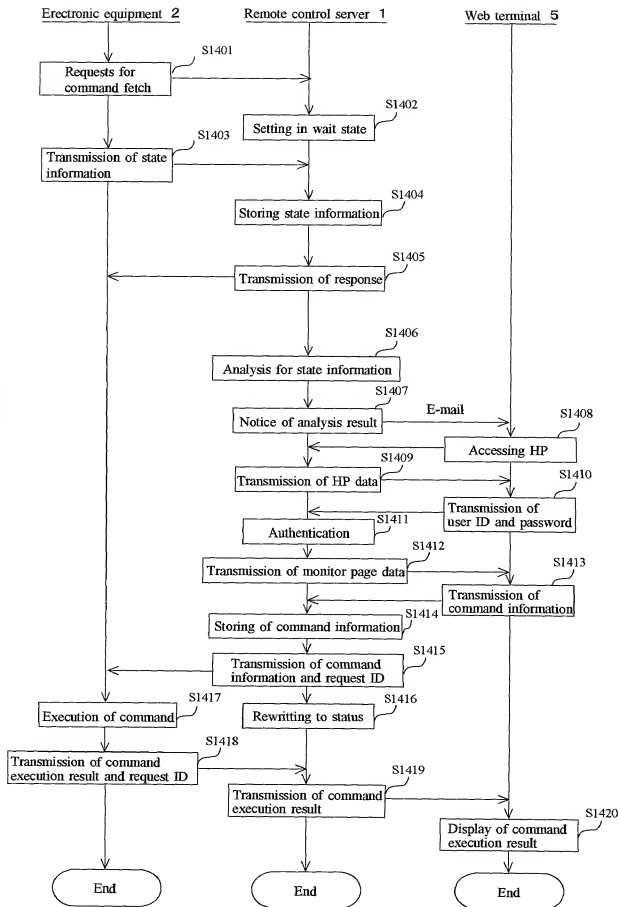 Erectronic equipment 2
Remote control server 1
Web terminal 5
S1401
Requests for
command fetch
S1402
Setting in wait state
S1403
Transmission of state
information
S1404
Storing state information
S1405
Transmission of response
S1406
Analysis for state information
S1407
Notice of analysis result
E-mail
S1408
Accessing HP
S1409
Transmission of HP data
S1410
Transmission of
user ID and password
S1411
Authentication
S1412
Transmission of monitor page data
S1413
Transmission of
command information
S1414
Storing of command information
S1415
Transmission of command
information and request ID
S1417
Execution of command
S1416
Rewritting to status
S1418
Transmission of command
execution result and request ID
S1419
Transmission of command
execution result
S1420
Display of command
execution result
End
End
End